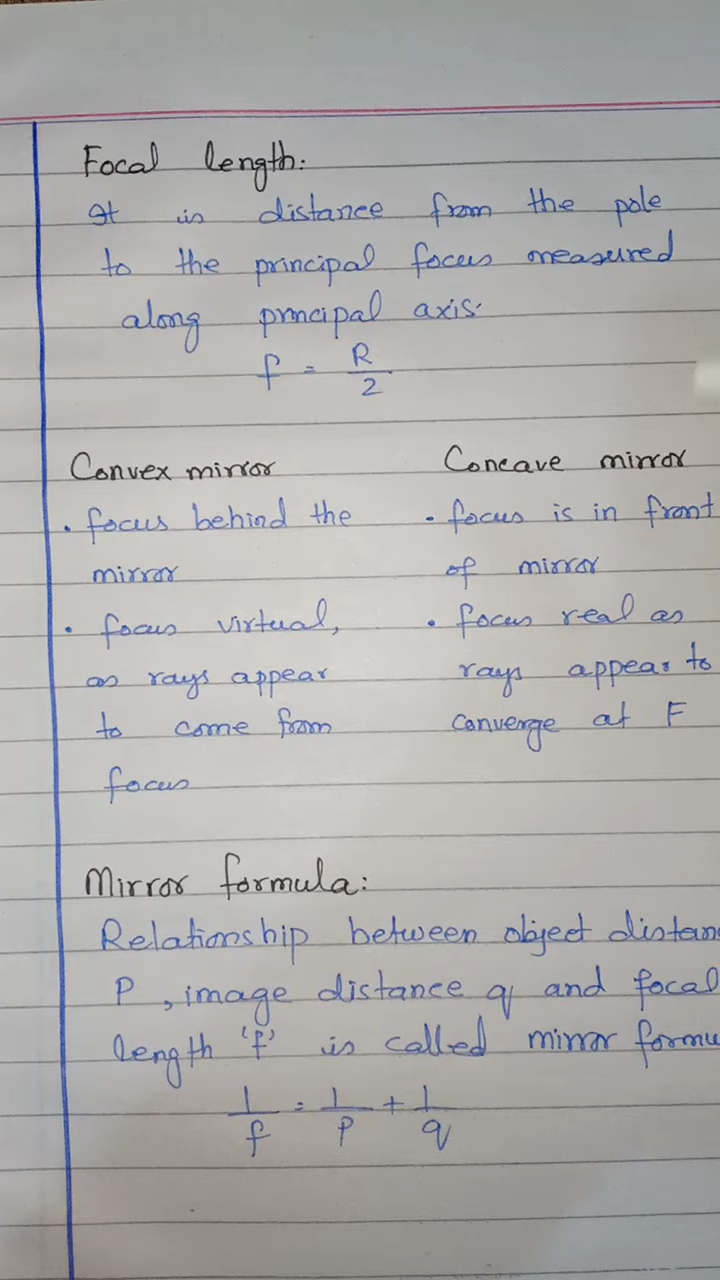 Focal length:
It is distance from the pole
to the principal focus measured
along principal axis.
f = R/2
Convex mirror
• focus behind the
mirror
• focus virtual,
as rays appear
to come from
focus
Concave mirror
• focus is in front
of mirror
• focus real as
rays appear to
converge at F
Mirror formula:
Relationship between object distan
P, image distance q and focal
length 'f' is called mirror formu
1/f = 1/p + 1/q